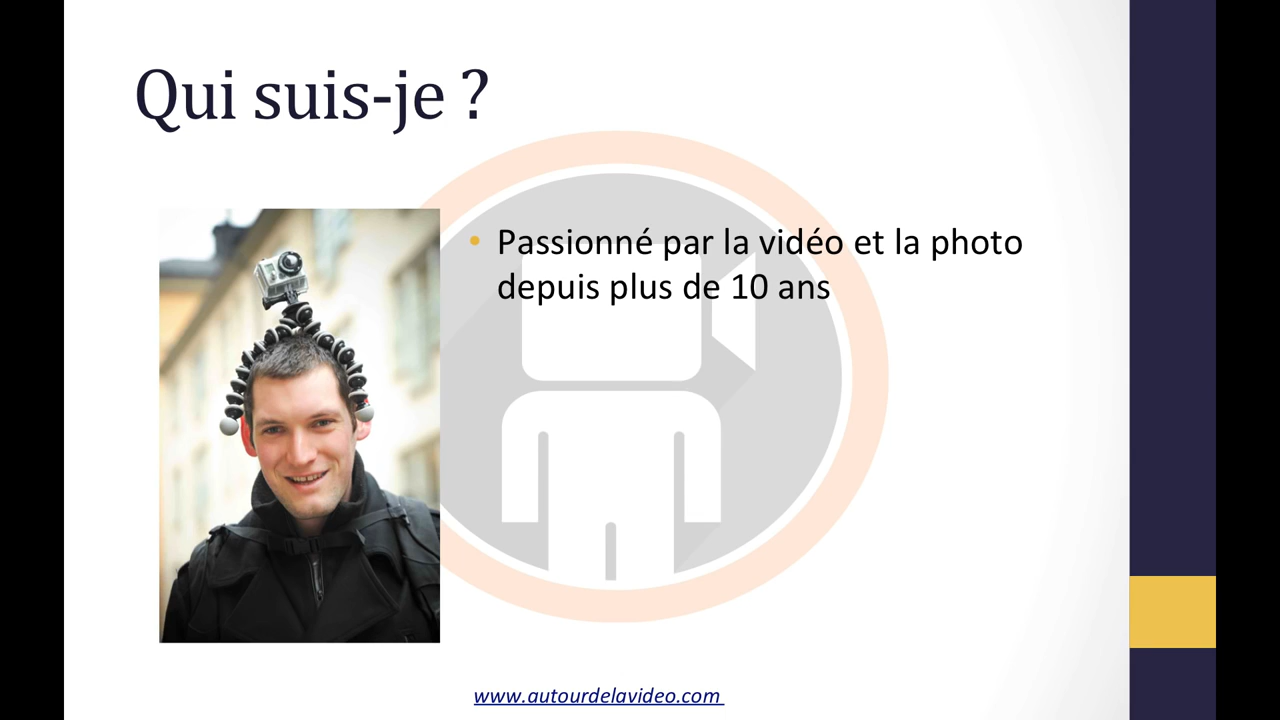 Qui suis-je ?
• Passionné par la vidéo et la photo
depuis plus de 10 ans
www.autourdelavideo.com